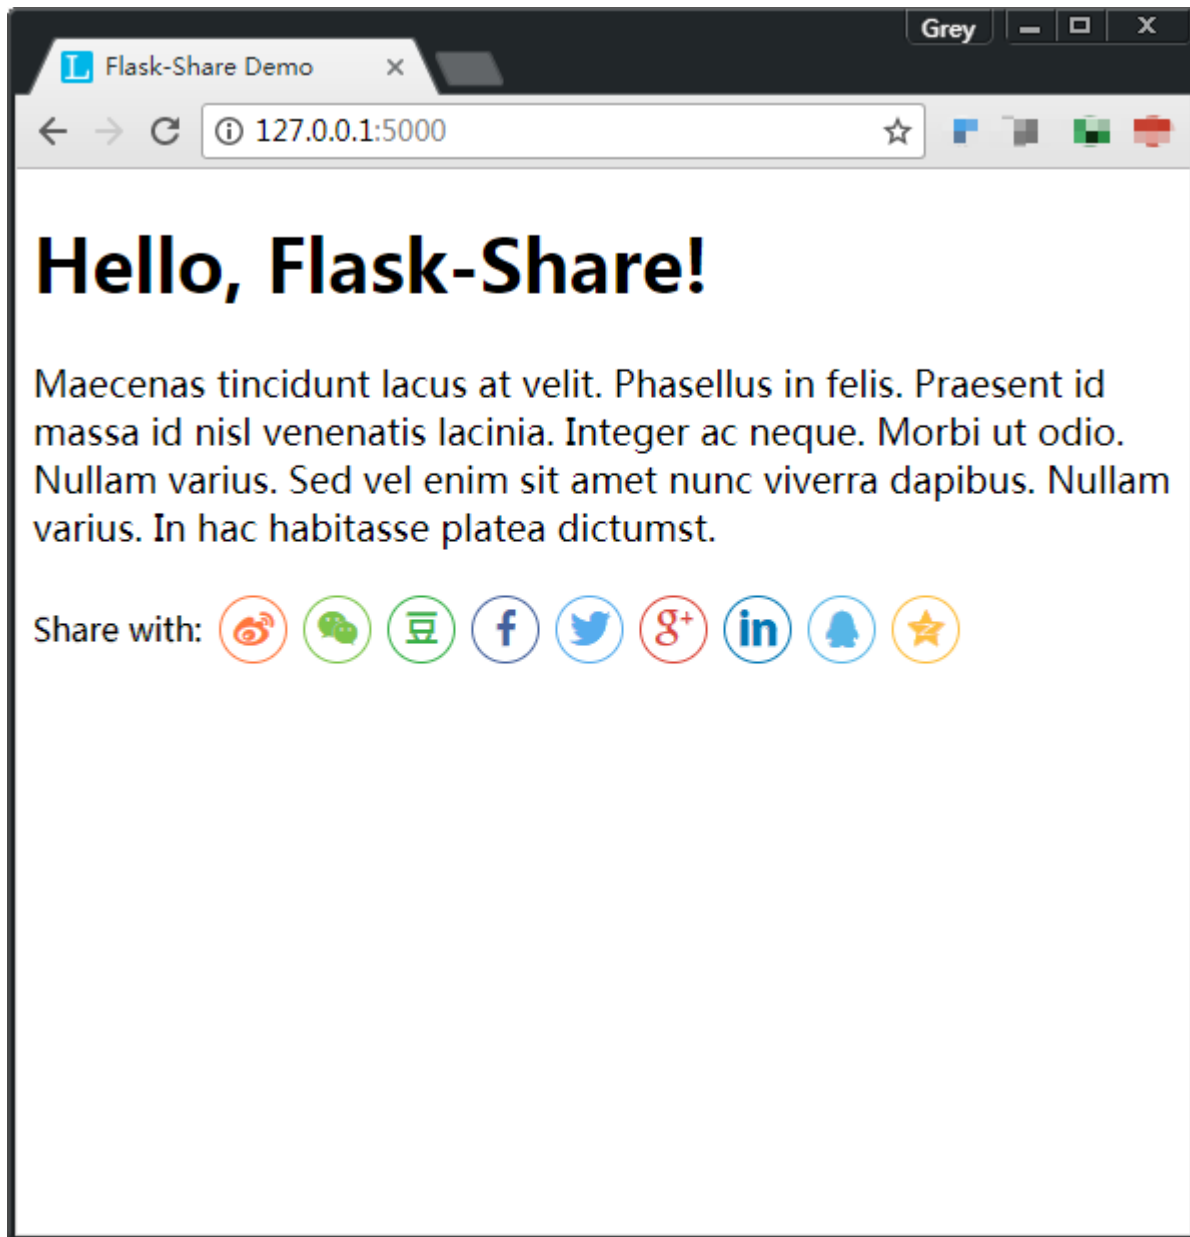 Grey
Flask-Share Demo
127.0.0.1:5000
Hello, Flask-Share!
Maecenas tincidunt lacus at velit. Phasellus in felis. Praesent id
massa id nisl venenatis lacinia. Integer ac neque. Morbi ut odio.
Nullam varius. Sed vel enim sit amet nunc viverra dapibus. Nullam
varius. In hac habitasse platea dictumst.
Share with: 豆 f g+ in